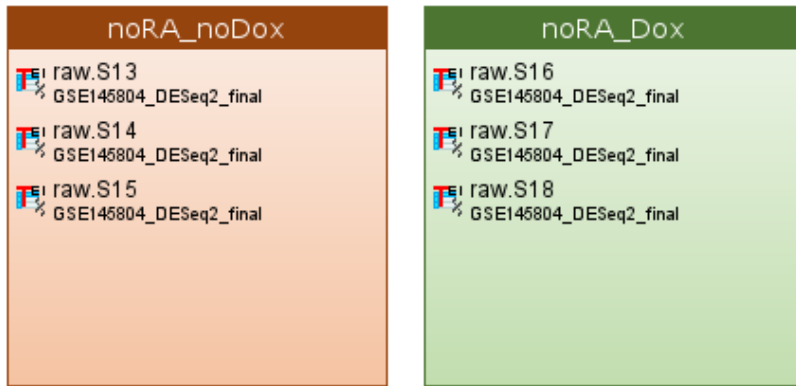 noRA_noDox
raw.S13
GSE145804_DESeq2_final
raw.S14
GSE145804_DESeq2_final
raw.S15
GSE145804_DESeq2_final
noRA_Dox
raw.S16
GSE145804_DESeq2_final
raw.S17
GSE145804_DESeq2_final
raw.S18
GSE145804_DESeq2_final